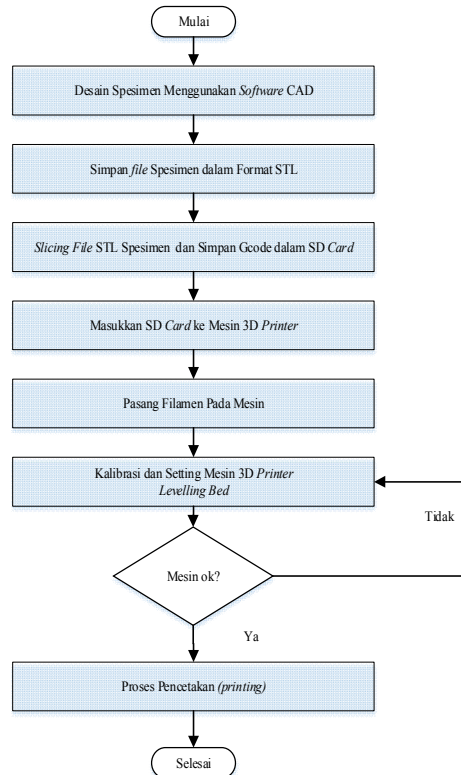 Mulai
Desain Spesimen Menggunakan Software CAD
Simpan file Spesimen dalam Format STL
Slicing File STL Spesimen dan Simpan Gcode dalam SD Card
Masukkan SD Card ke Mesin 3D Printer
Pasang Filamen Pada Mesin
Kalibrasi dan Setting Mesin 3D Printer
Levelling Bed
Tidak
Mesin ok?
Ya
Proses Pencetakan (printing)
Selesai